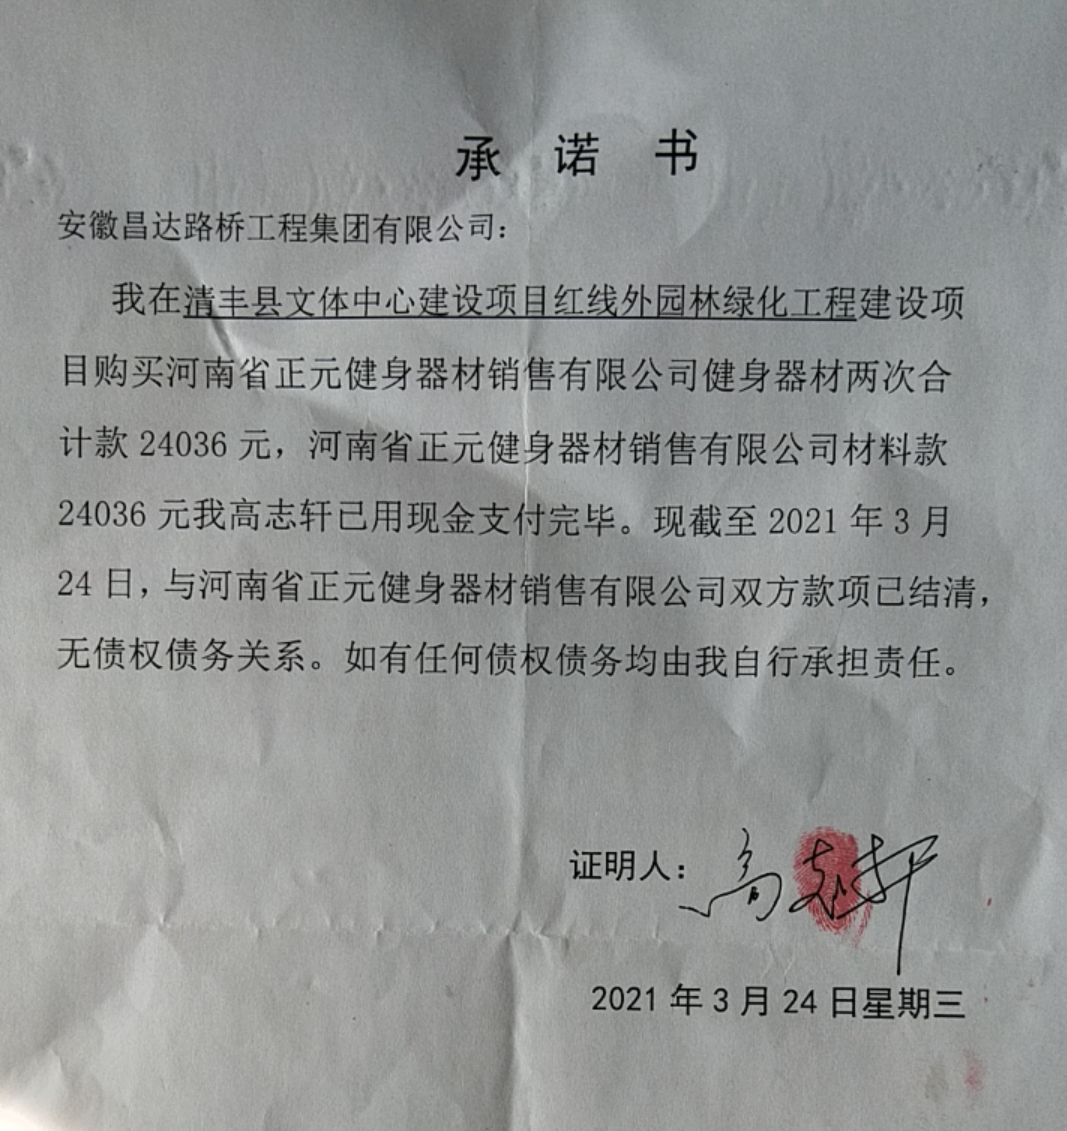 承 诺 书
安徽昌达路桥工程集团有限公司：
我在清丰县文体中心建设项目红线外园林绿化工程建设项
目购买河南省正元健身器材销售有限公司健身器材两次合
计款 24036 元，河南省正元健身器材销售有限公司材料款
24036 元我高志轩已用现金支付完毕。现截至 2021 年 3 月
24 日，与河南省正元健身器材销售有限公司双方款项已结清，
无债权债务关系。如有任何债权债务均由我自行承担责任。
证明人：高志轩
2021 年 3 月 24 日星期三